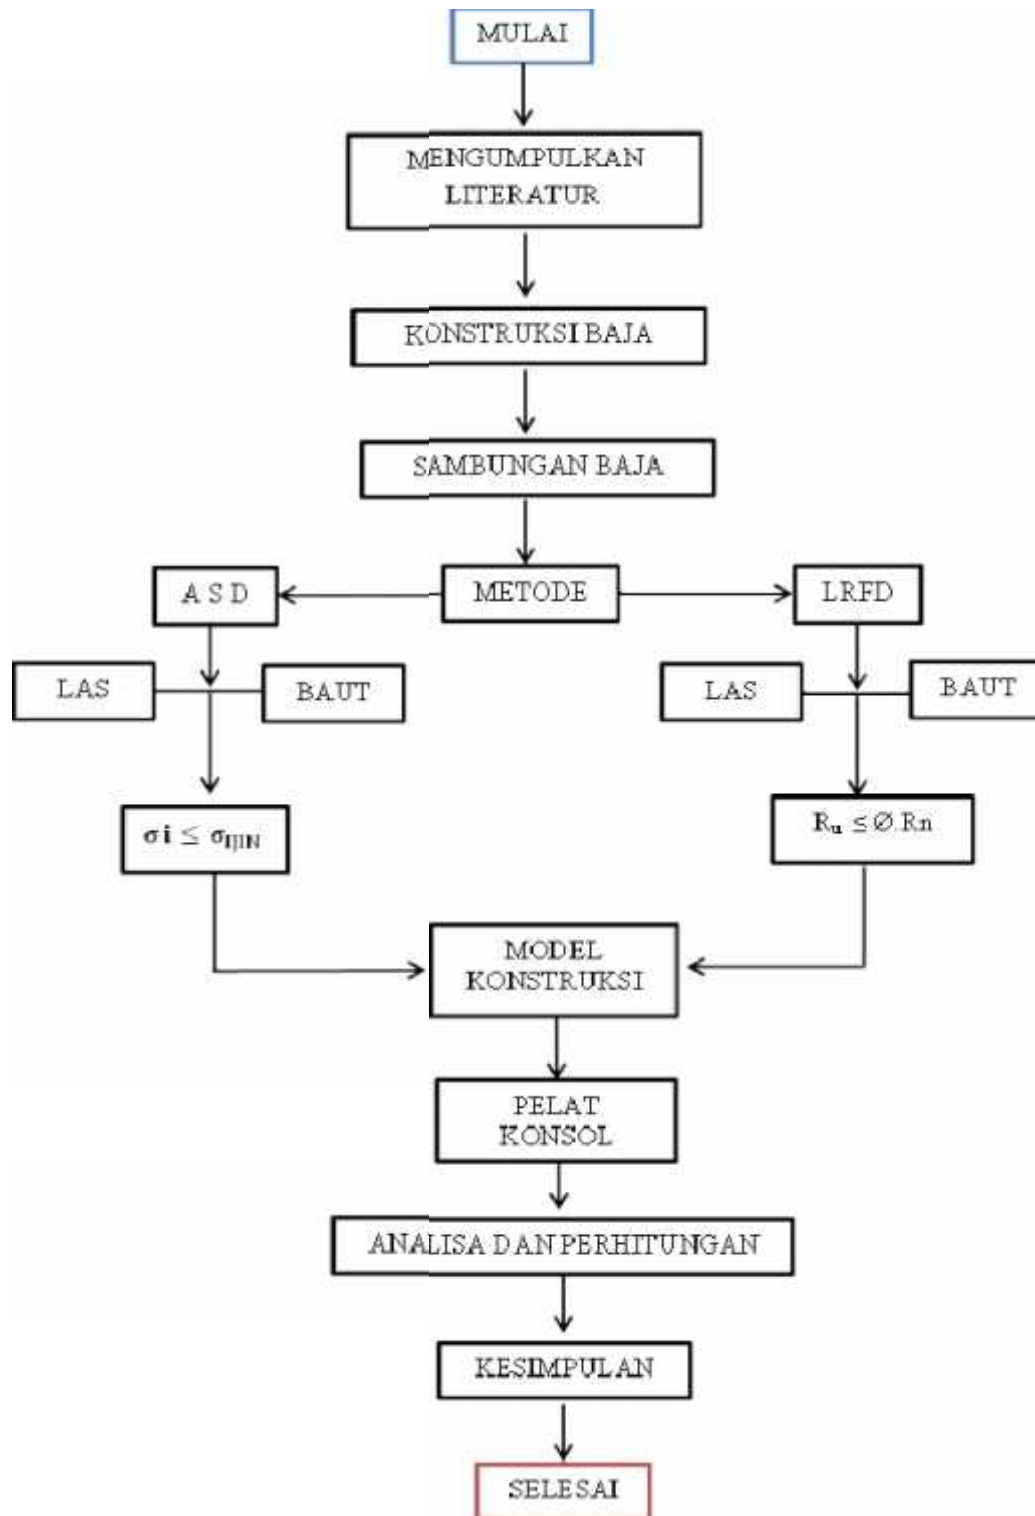 MULAI
MENGUMPULKAN
LITERATUR
KONSTRUKSI BAJA
SAMBUNGAN BAJA
A S D
METODE
LRFD
LAS
BAUT
LAS
BAUT
σi ≤ σIJIN
Ru ≤ Ø.Rn
MODEL
KONSTRUKSI
PELAT
KONSOL
ANALISA DAN PERHITUNGAN
KESIMPULAN
SELESAI